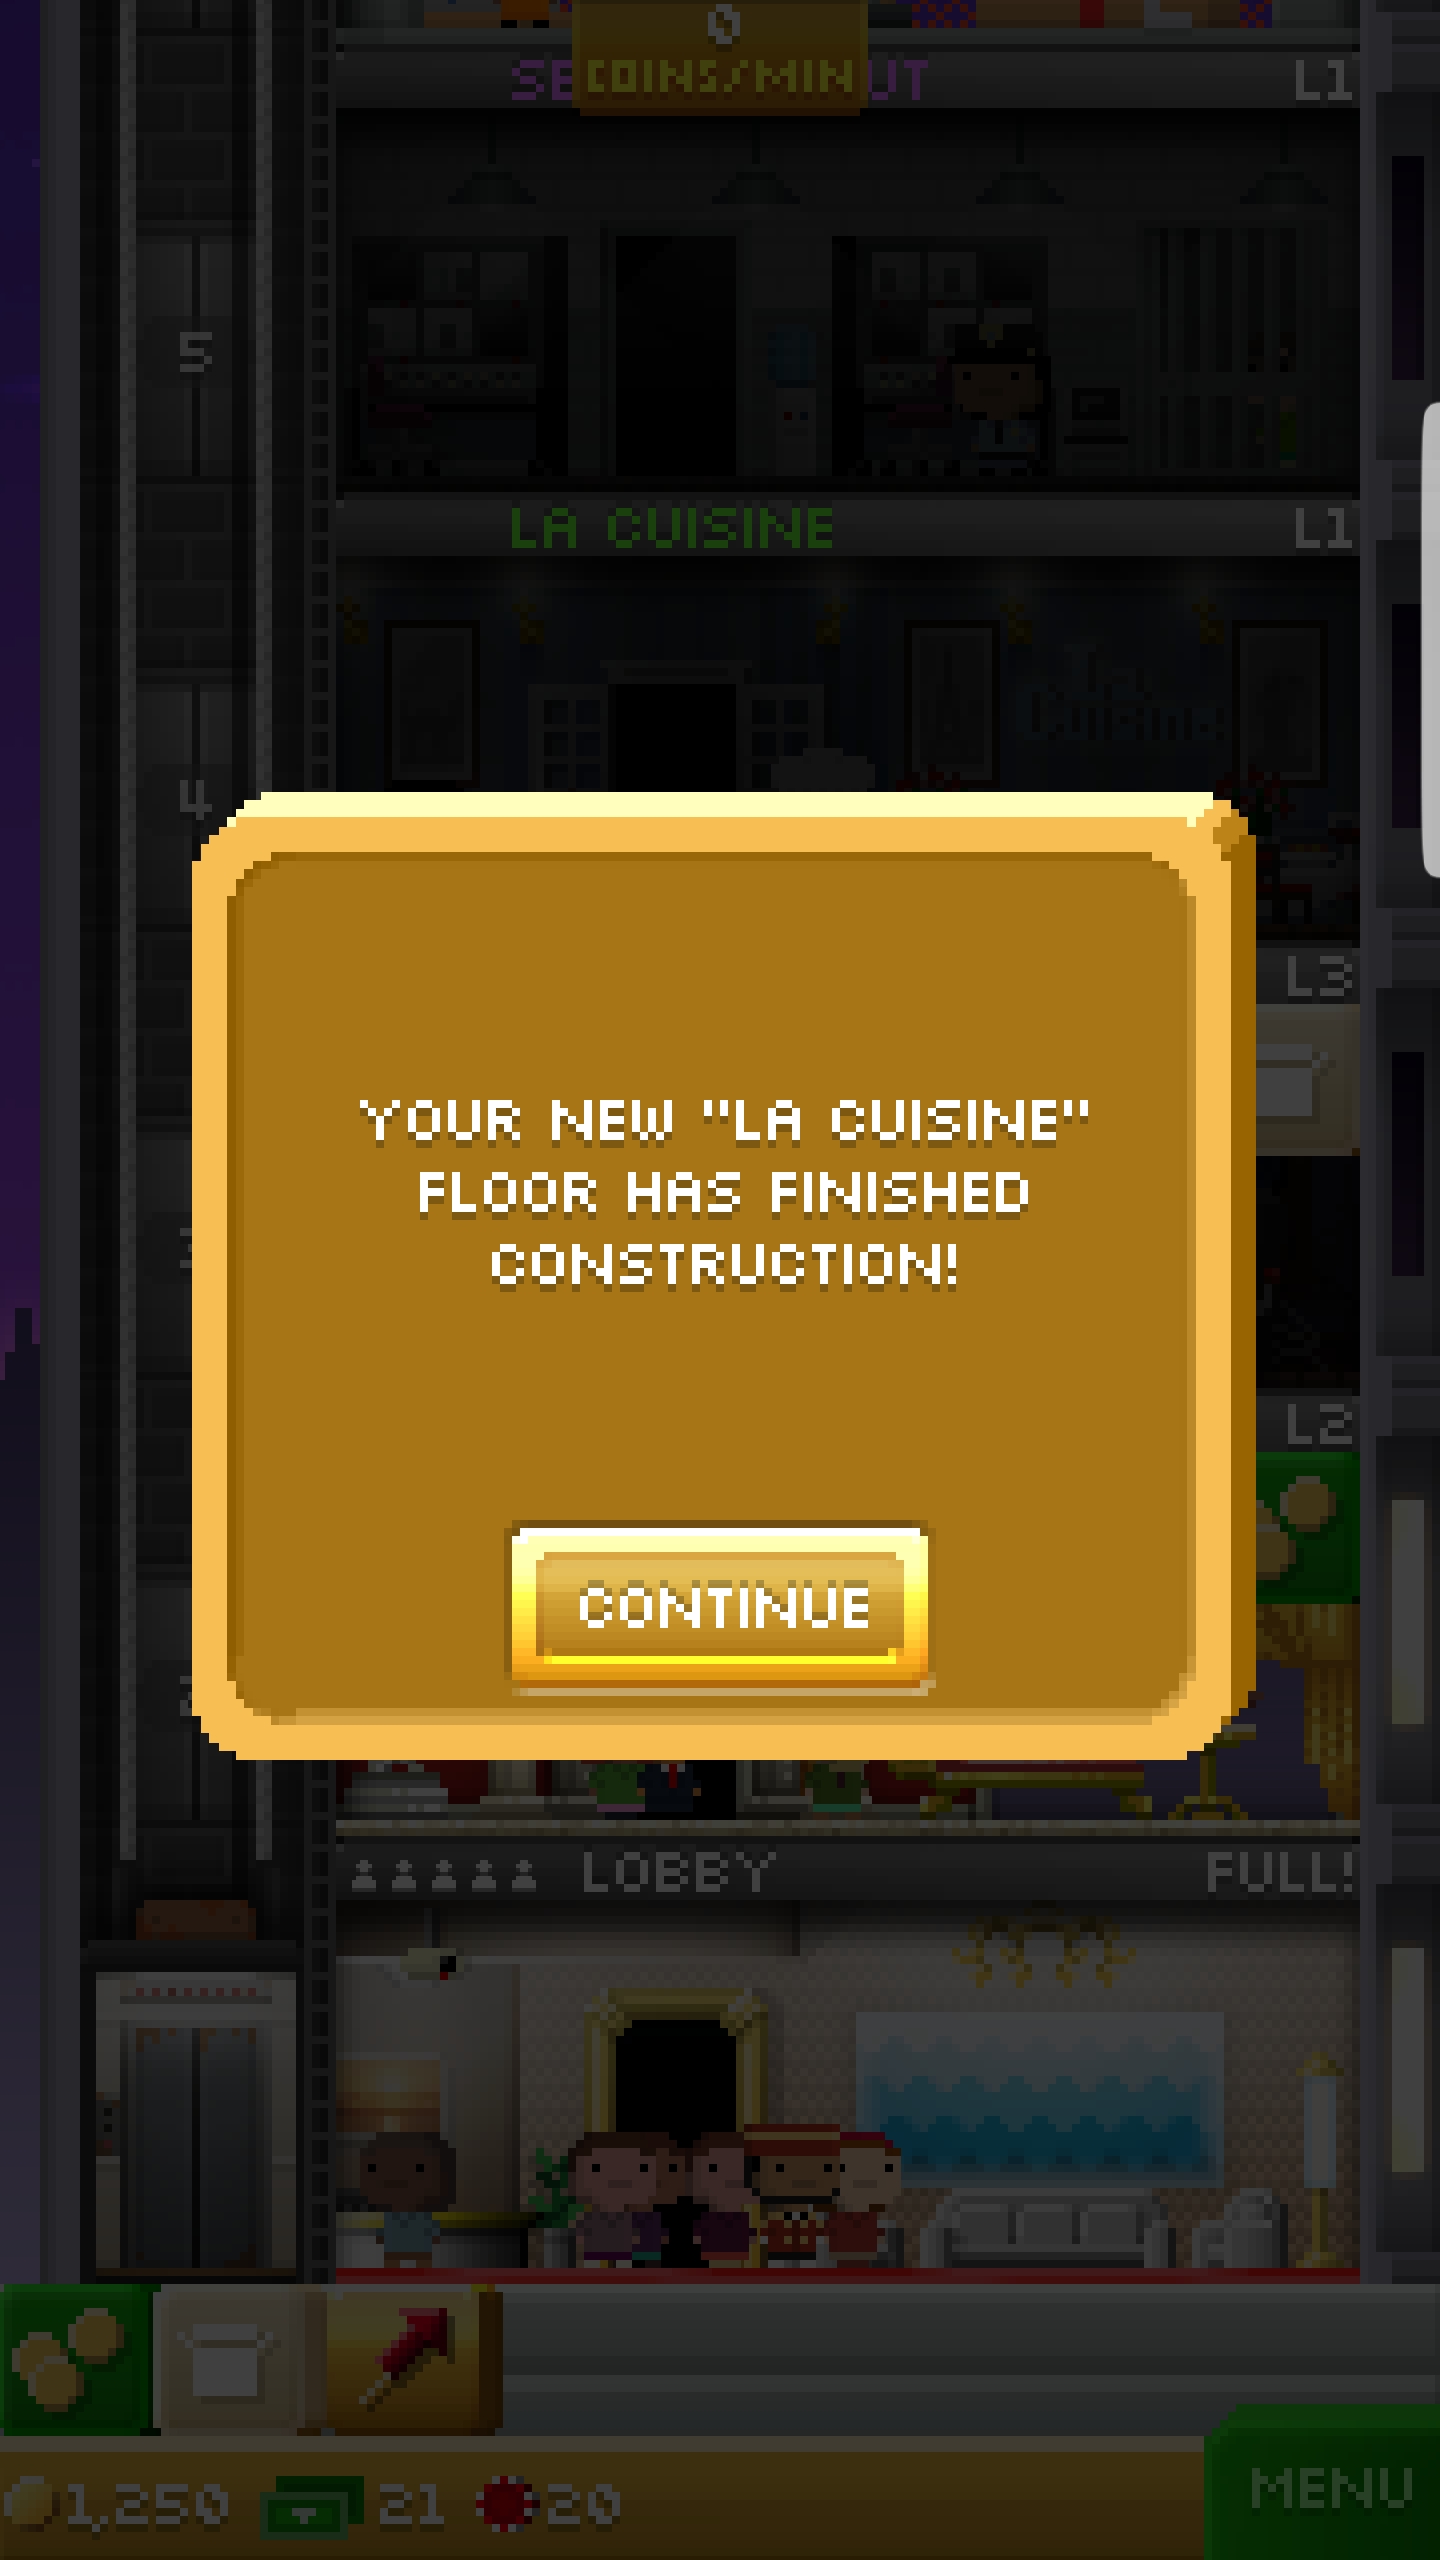 0
COINS/MIN
L1
5
LA CUISINE
L1
4
L3
YOUR NEW "LA CUISINE"
FLOOR HAS FINISHED
CONSTRUCTION!
L2
CONTINUE
LOBBY
FULL!
1,250
21
20
MENU